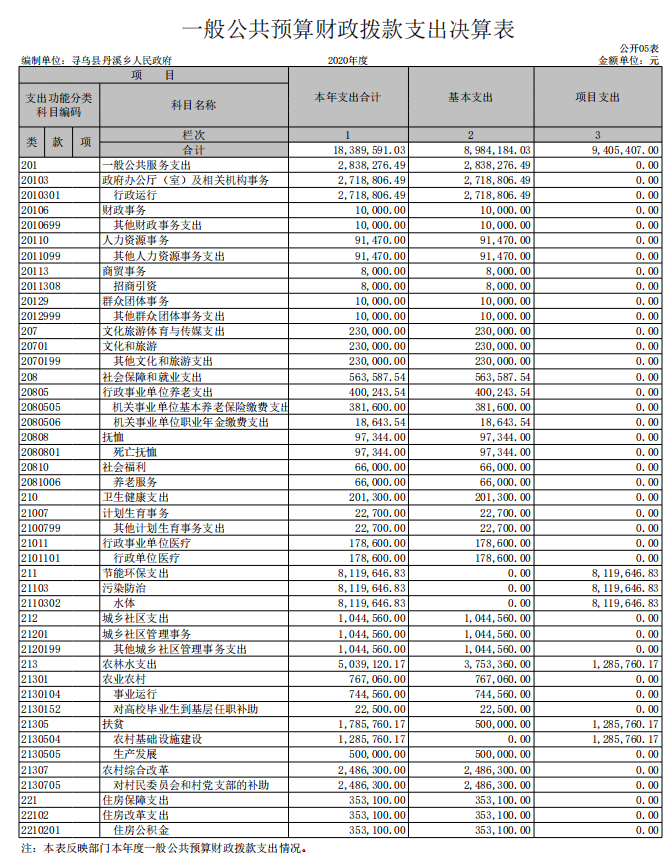 一般公共预算财政拨款支出决算表
公开05表
编制单位：寻乌县丹溪乡人民政府 2020年度 金额单位：元
项 目 本年支出合计 基本支出 项目支出
支出功能分类科目编码 科目名称
类 款 项 栏次 1 2 3
合计 18,389,591.03 8,984,184.03 9,405,407.00
201 一般公共服务支出 2,838,276.49 2,838,276.49 0.00
20103 政府办公厅（室）及相关机构事务 2,718,806.49 2,718,806.49 0.00
2010301 行政运行 2,718,806.49 2,718,806.49 0.00
20106 财政事务 10,000.00 10,000.00 0.00
2010699 其他财政事务支出 10,000.00 10,000.00 0.00
20110 人力资源事务 91,470.00 91,470.00 0.00
2011099 其他人力资源事务支出 91,470.00 91,470.00 0.00
20113 商贸事务 8,000.00 8,000.00 0.00
2011308 招商引资 8,000.00 8,000.00 0.00
20129 群众团体事务 10,000.00 10,000.00 0.00
2012999 其他群众团体事务支出 10,000.00 10,000.00 0.00
207 文化旅游体育与传媒支出 230,000.00 230,000.00 0.00
20701 文化和旅游 230,000.00 230,000.00 0.00
2070199 其他文化和旅游支出 230,000.00 230,000.00 0.00
208 社会保障和就业支出 563,587.54 563,587.54 0.00
20805 行政事业单位养老支出 400,243.54 400,243.54 0.00
2080505 机关事业单位基本养老保险缴费支出 381,600.00 381,600.00 0.00
2080506 机关事业单位职业年金缴费支出 18,643.54 18,643.54 0.00
20808 抚恤 97,344.00 97,344.00 0.00
2080801 死亡抚恤 97,344.00 97,344.00 0.00
20810 社会福利 66,000.00 66,000.00 0.00
2081006 养老服务 66,000.00 66,000.00 0.00
210 卫生健康支出 201,300.00 201,300.00 0.00
21007 计划生育事务 22,700.00 22,700.00 0.00
2100799 其他计划生育事务支出 22,700.00 22,700.00 0.00
21011 行政事业单位医疗 178,600.00 178,600.00 0.00
2101101 行政单位医疗 178,600.00 178,600.00 0.00
211 节能环保支出 8,119,646.83 0.00 8,119,646.83
21103 污染防治 8,119,646.83 0.00 8,119,646.83
2110302 水体 8,119,646.83 0.00 8,119,646.83
212 城乡社区支出 1,044,560.00 1,044,560.00 0.00
21201 城乡社区管理事务 1,044,560.00 1,044,560.00 0.00
2120199 其他城乡社区管理事务支出 1,044,560.00 1,044,560.00 0.00
213 农林水支出 5,039,120.17 3,753,360.00 1,285,760.17
21301 农业农村 767,060.00 767,060.00 0.00
2130104 事业运行 744,560.00 744,560.00 0.00
2130152 对高校毕业生到基层任职补助 22,500.00 22,500.00 0.00
21305 扶贫 1,785,760.17 500,000.00 1,285,760.17
2130504 农村基础设施建设 1,285,760.17 0.00 1,285,760.17
2130505 生产发展 500,000.00 500,000.00 0.00
21307 农村综合改革 2,486,300.00 2,486,300.00 0.00
2130705 对村民委员会和村党支部的补助 2,486,300.00 2,486,300.00 0.00
221 住房保障支出 353,100.00 353,100.00 0.00
22102 住房改革支出 353,100.00 353,100.00 0.00
2210201 住房公积金 353,100.00 353,100.00 0.00
注：本表反映部门本年度一般公共预算财政拨款支出情况。